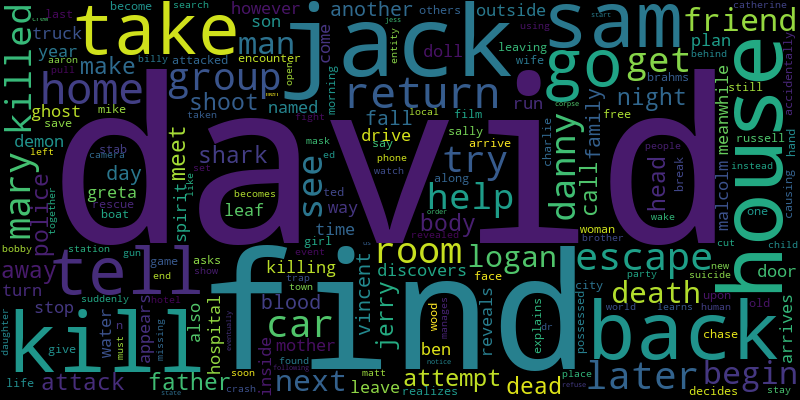 david
find
jack
house
back
kill
take
sam
go
tell
return
home
group
man
friend
get
danny
mary
killed
escape
help
try
room
see
car
later
begin
death
next
logan
jerry
night
family
call
head
body
shark
father
attack
attempt
dead
leave
ben
vincent
blood
killing
discovers
leaf
way
time
drive
fall
meet
shoot
named
make
day
ghost
demon
greta
police
away
turn
stop
hospital
spirit
also
appears
water
mother
inside
reveals
door
arrives
malcolm
meanwhile
plan
outside
another
son
however
truck
year
save
mike
last
become
search
others
jess
using
catherine
start
behind
accidentally
leaving
wife
come
encounter
entity
billy
attacked
aaron
pull
doll
open
morning
run
local
film
fight
mask
say
sally
arrive
phone
watch
camera
taken
corpse
charlie
brahms
still
free
russell
people
break
hand
instead
causing
one
child
cut
wake
woman
brother
girl
ed
ted
along
becomes
asks
set
like
stab
left
together
rescue
boat
bobby
station
gun
game
end
show
event
trap
town
suddenly
hotel
missing
must
give
life
daughter
state
crash
soon
found
following
eventually
matt
realizes
face
wood
order
revealed
manages
notice
explains
dr
city
possessed
place
refuse
party
suicide
new
world
learns
human
upon
old
chase
decides
stay